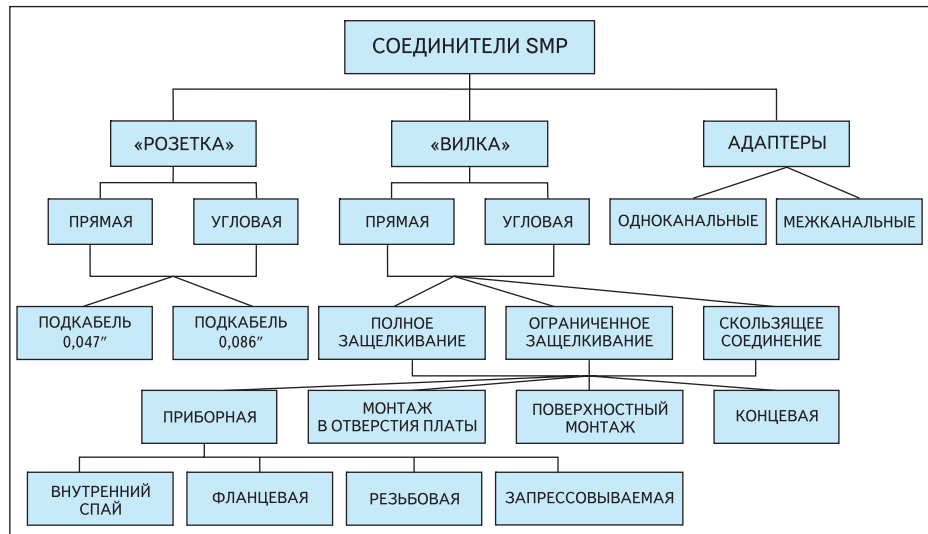 СОЕДИНИТЕЛИ SMP
«РОЗЕТКА»
«ВИЛКА»
АДАПТЕРЫ
ПРЯМАЯ
УГЛОВАЯ
ПРЯМАЯ
УГЛОВАЯ
ОДНОКАНАЛЬНЫЕ
МЕЖКАНАЛЬНЫЕ
ПОДКАБЕЛЬ
0,047″
ПОДКАБЕЛЬ
0,086″
ПОЛНОЕ
ЗАЩЕЛКИВАНИЕ
ОГРАНИЧЕННОЕ
ЗАЩЕЛКИВАНИЕ
СКОЛЬЗЯЩЕЕ
СОЕДИНЕНИЕ
ПРИБОРНАЯ
МОНТАЖ
В ОТВЕРСТИЯ ПЛАТЫ
ПОВЕРХНОСТНЫЙ
МОНТАЖ
КОНЦЕВАЯ
ВНУТРЕННИЙ
СПАЙ
ФЛАНЦЕВАЯ
РЕЗЬБОВАЯ
ЗАПРЕССОВЫВАЕМАЯ